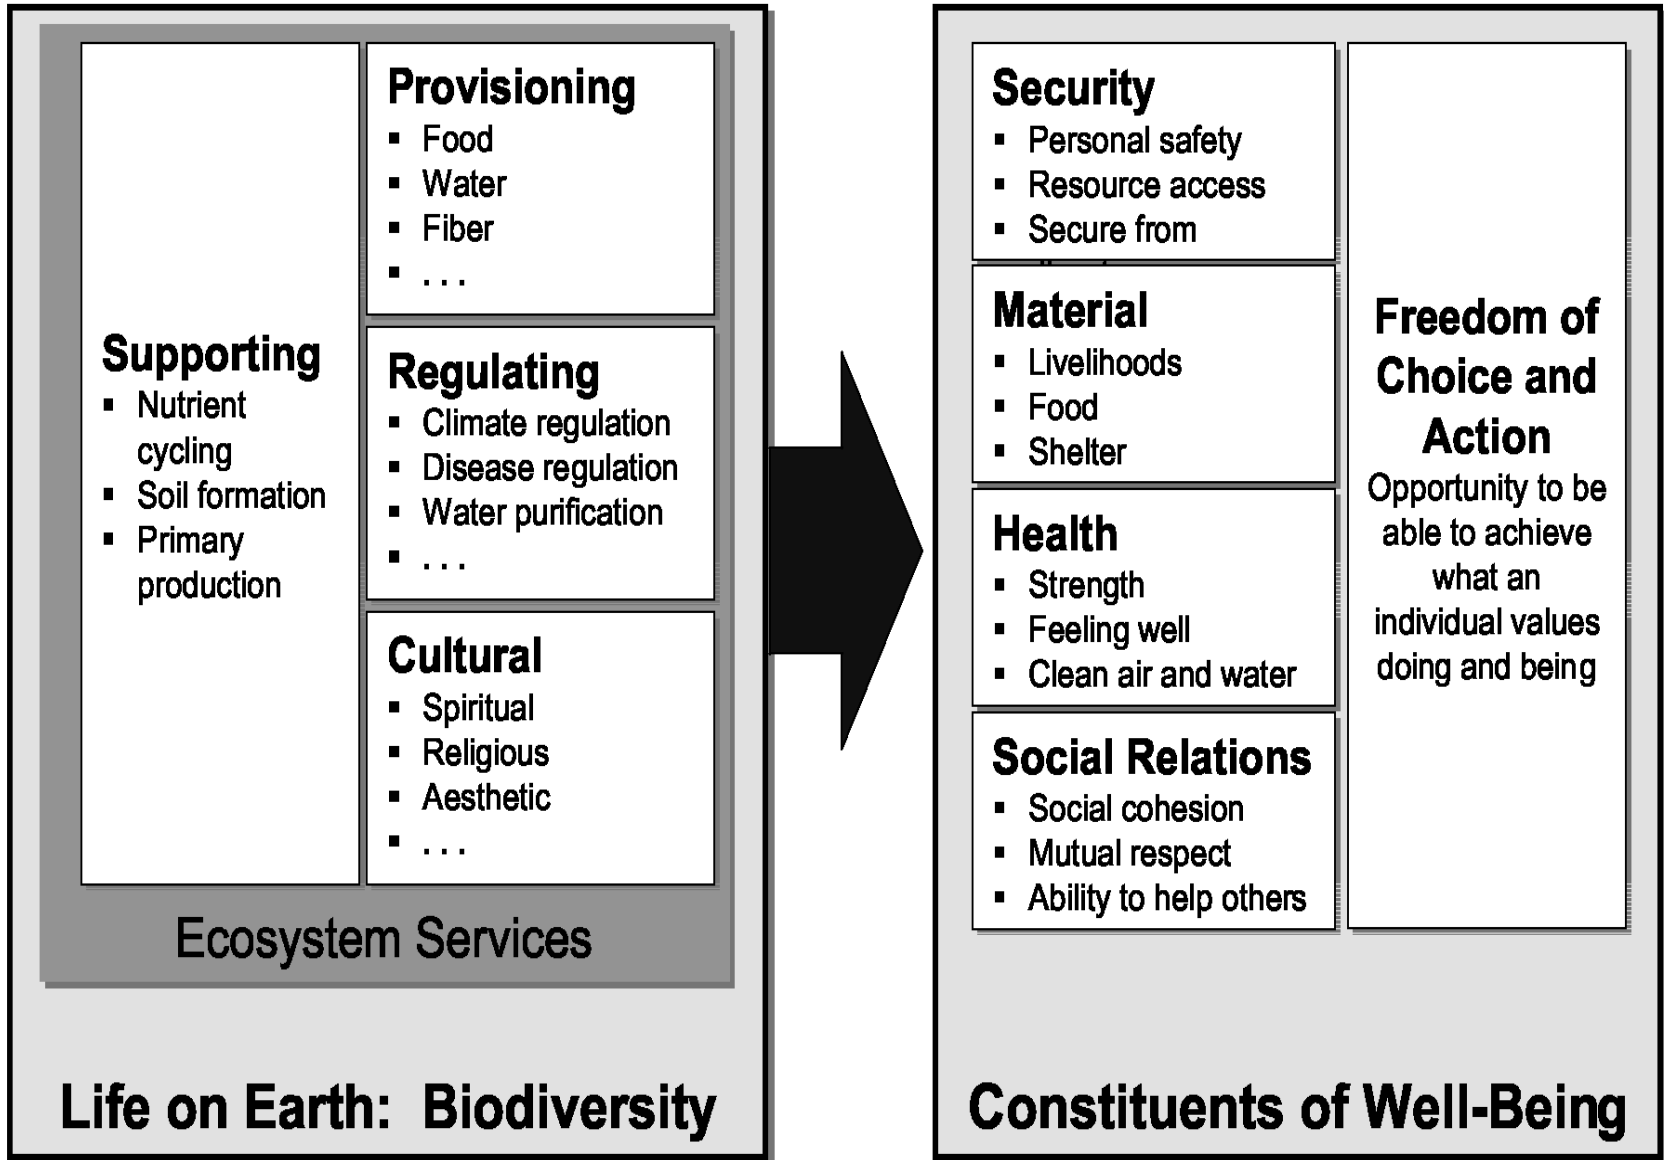 Supporting
▪ Nutrient
cycling
▪ Soil formation
▪ Primary
production
Provisioning
▪ Food
▪ Water
▪ Fiber
▪ . . .
Regulating
▪ Climate regulation
▪ Disease regulation
▪ Water purification
▪ . . .
Cultural
▪ Spiritual
▪ Religious
▪ Aesthetic
▪ . . .
Ecosystem Services
Life on Earth: Biodiversity
Security
▪ Personal safety
▪ Resource access
▪ Secure from
Material
▪ Livelihoods
▪ Food
▪ Shelter
Health
▪ Strength
▪ Feeling well
▪ Clean air and water
Social Relations
▪ Social cohesion
▪ Mutual respect
▪ Ability to help others
Freedom of
Choice and
Action
Opportunity to be
able to achieve
what an
individual values
doing and being
Constituents of Well-Being